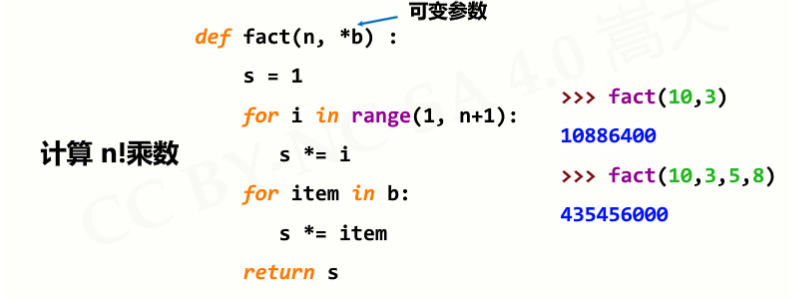 可变参数
def fact(n, *b) :
s = 1
for i in range(1, n+1):
s *= i
for item in b:
s *= item
return s
计算 n!乘数
>>> fact(10,3)
10886400
>>> fact(10,3,5,8)
435456000
CC BY-NC-SA 4.0 嵩天